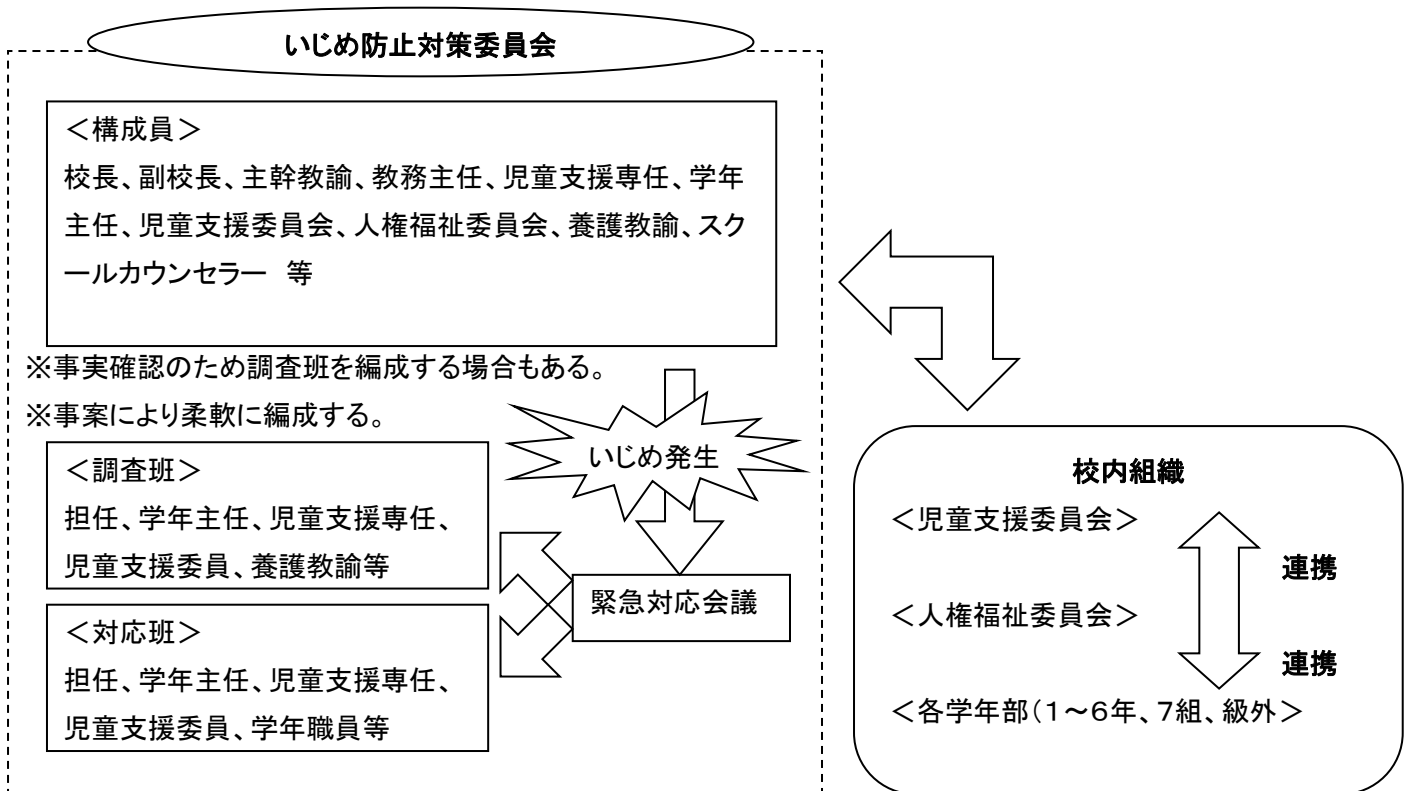 いじめ防止対策委員会
＜構成員＞
校長、副校長、主幹教諭、教務主任、児童支援専任、学年
主任、児童支援委員会、人権福祉委員会、養護教諭、スク
ールカウンセラー　等
※事実確認のため調査班を編成する場合もある。
※事案により柔軟に編成する。
いじめ発生
＜調査班＞
担任、学年主任、児童支援専任、
児童支援委員、養護教諭等
緊急対応会議
＜対応班＞
担任、学年主任、児童支援専任、
児童支援委員、学年職員等
校内組織
＜児童支援委員会＞
連携
＜人権福祉委員会＞
連携
＜各学年部（１～６年、７組、級外＞